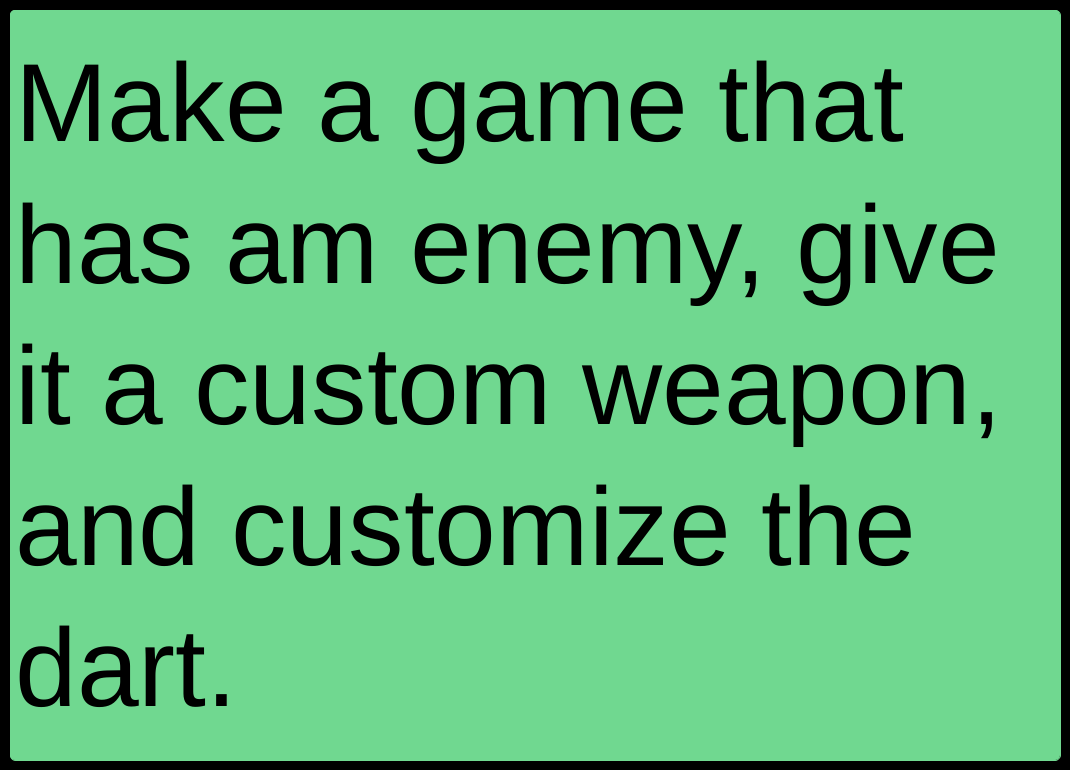 Make a game that
has am enemy, give
it a custom weapon,
and customize the
dart.